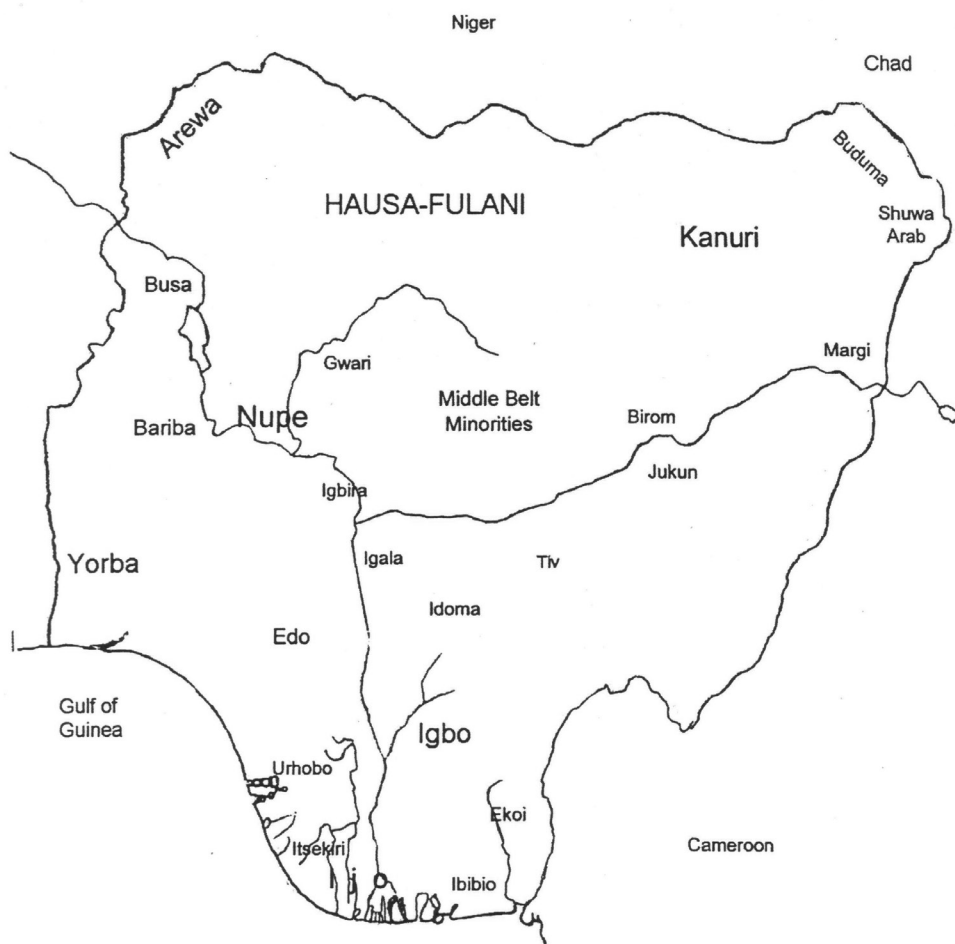 Niger
Chad
Arewa
Buduma
HAUSA-FULANI
Shuwa
Arab
Kanuri
Busa
Margi
Gwari
Middle Belt
Minorities
Nupe
Birom
Bariba
Jukun
Igbira
Igala
Tiv
Yorba
Idoma
Edo
Gulf of
Guinea
Igbo
Urhobo
Ekoi
Itsekiri
Cameroon
Ijo
Ibibio